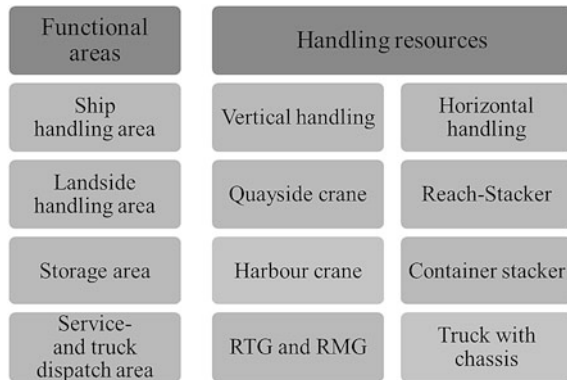 Functional
areas
Handling resources
Ship
handling area
Vertical handling
Horizontal
handling
Landside
handling area
Quayside crane
Reach-Stacker
Storage area
Harbour crane
Container stacker
Service-
and truck
dispatch area
RTG and RMG
Truck with
chassis